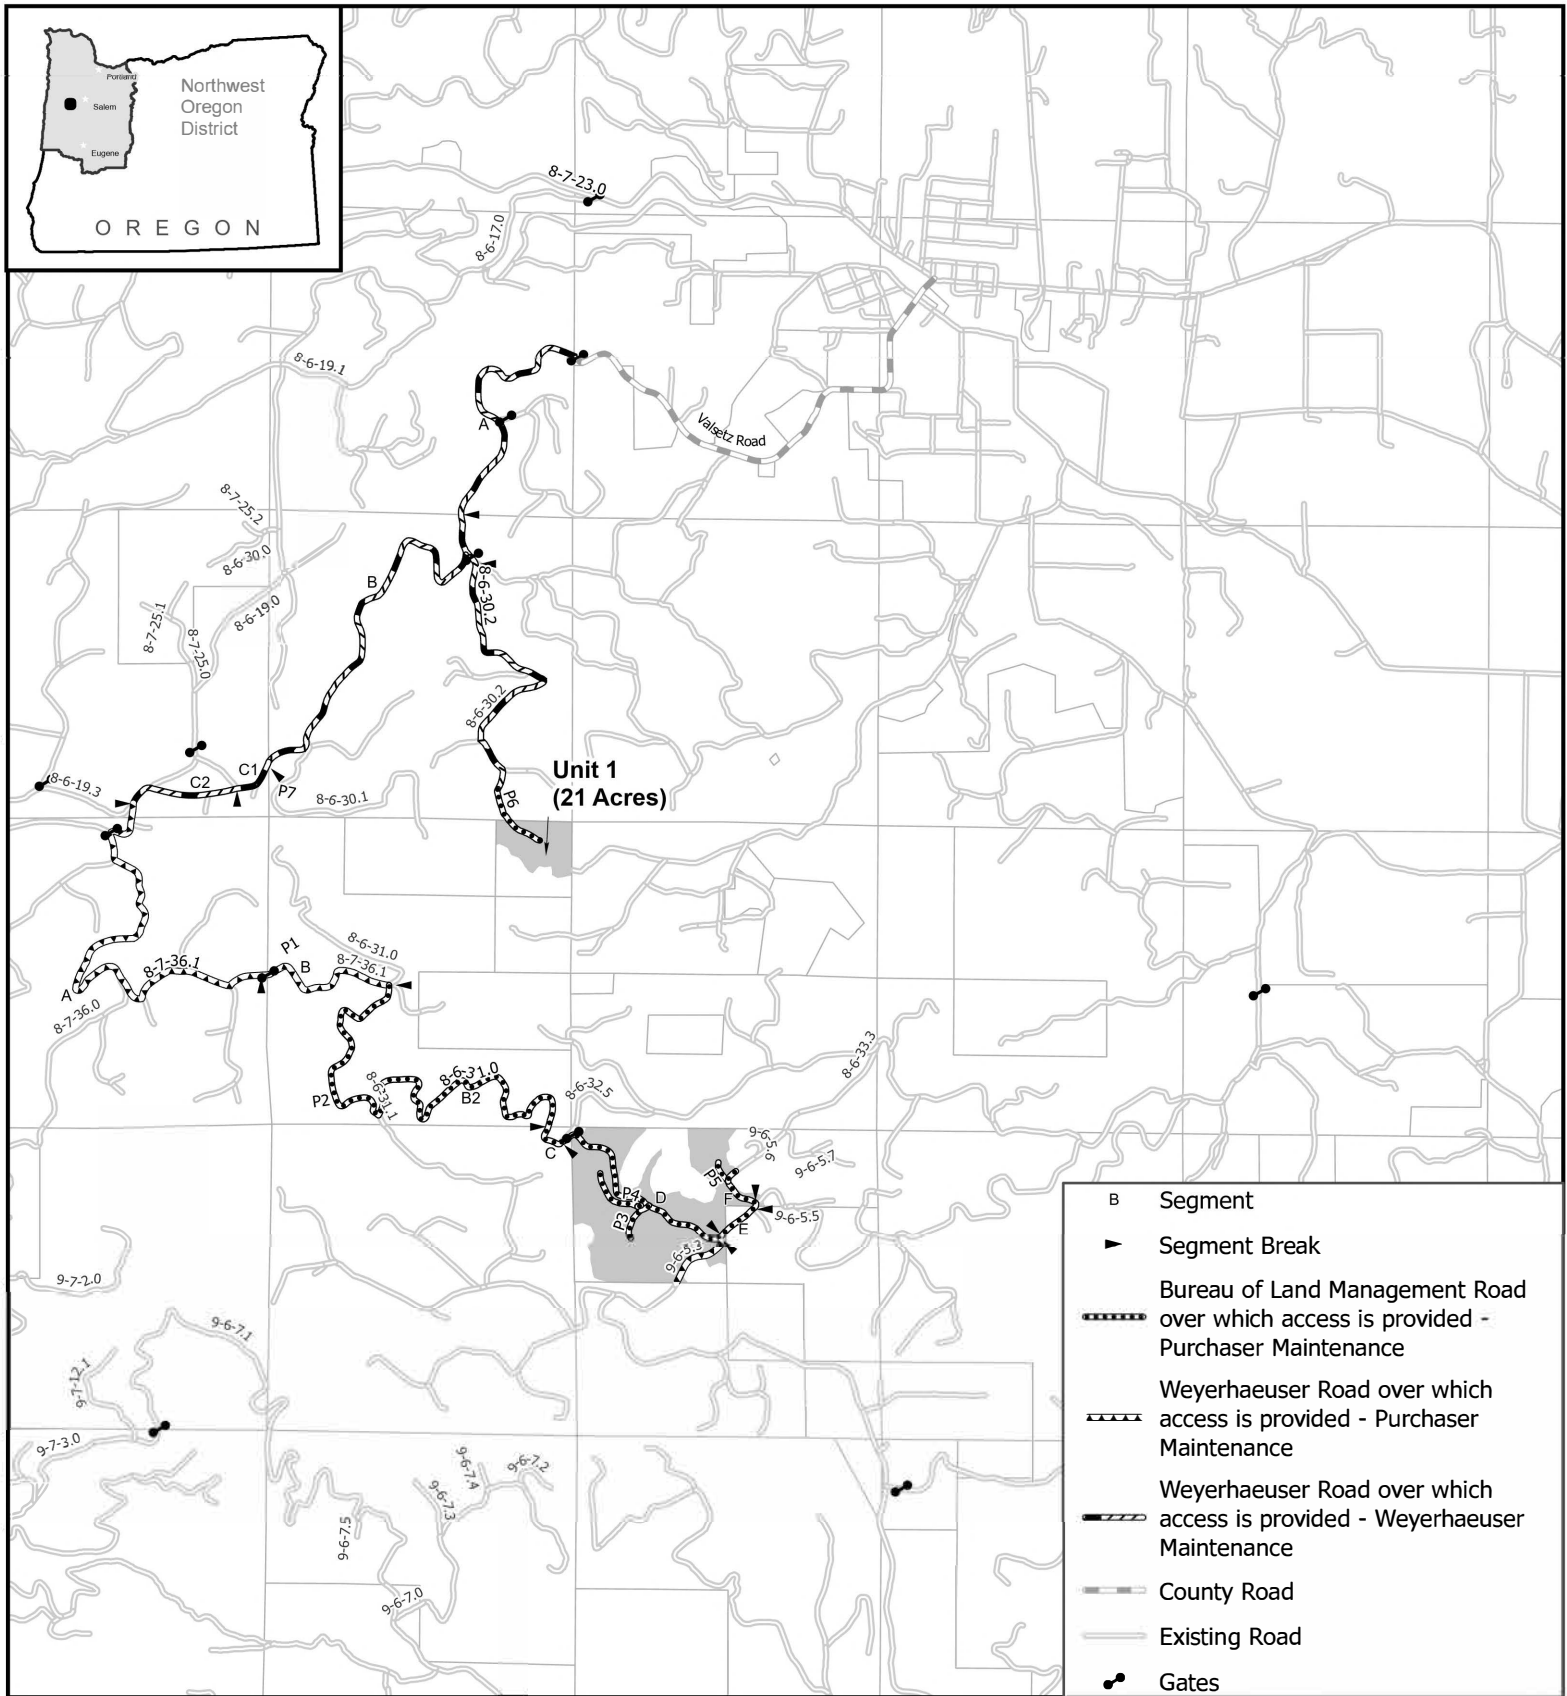 Portland
Salem
Eugene
Northwest
Oregon
District
OREGON
8-7-23.0
8-6-17.0
8-6-19.1
A
Valsetz Road
8-7-25.2
8-6-30.0
B
8-6-30.2
8-7-25.1
8-6-19.0
8-7-25.0
8-6-30.2
Unit 1
(21 Acres)
C1
C2
P7
8-6-19.3
8-6-30.1
P6
P1
B
8-6-31.0
8-7-36.1
8-7-36.1
A
8-7-36.0
8-6-33.3
8-6-31.0
8-6-31.1
B2
P2
8-6-32.5
C
9-6-5.6
9-6-5.7
P5
P4
D
F
P3
E
9-6-5.5
9-6-5.3
9-7-2.0
9-6-7.1
9-7-12.1
9-7-3.0
9-6-7.4
9-6-7.2
9-6-7.3
9-6-7.5
9-6-7.0
B Segment
Segment Break
Bureau of Land Management Road
over which access is provided -
Purchaser Maintenance
Weyerhaeuser Road over which
access is provided - Purchaser
Maintenance
Weyerhaeuser Road over which
access is provided - Weyerhaeuser
Maintenance
County Road
Existing Road
Gates